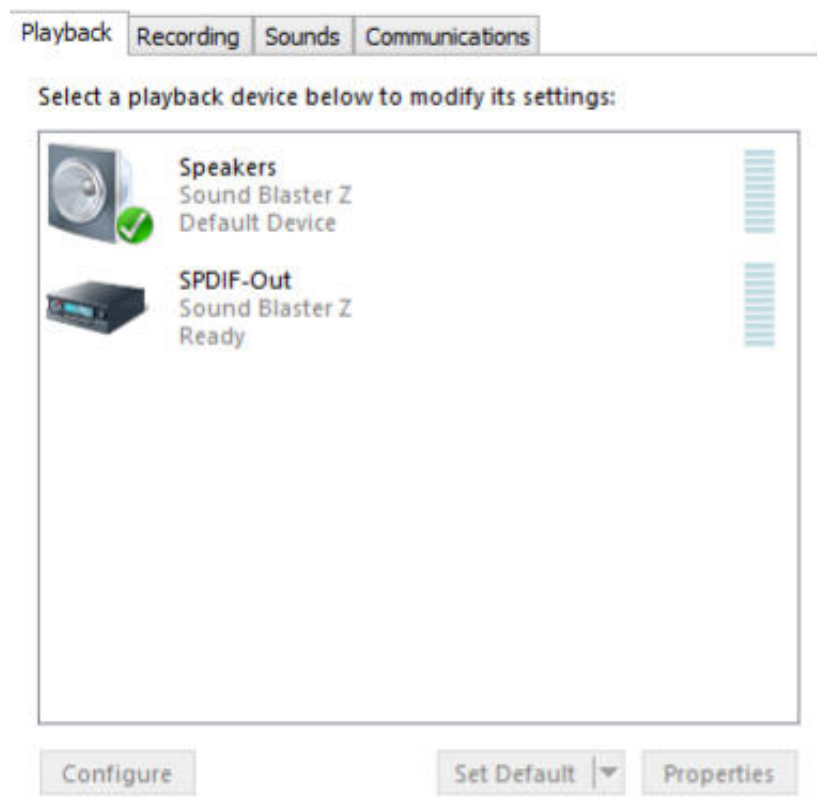 Playback Recording Sounds Communications
Select a playback device below to modify its settings:
Speakers
Sound Blaster Z
Default Device
SPDIF-Out
Sound Blaster Z
Ready
Configure Set Default Properties